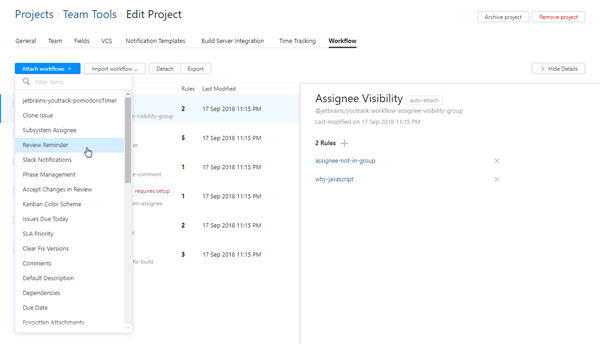 Projects › Team Tools › Edit Project
Archive project
Remove project
General Team Fields VCS Notification Templates Build Server Integration Time Tracking Workflow
Attach workflows
Import workflow ...
Detach
Export
Hide Details
Filter items
Rules Last Modified
jetbrains-youtrack-pomodoroTimer
Clone Issue
Subsystem Assignee
Review Reminder
Slack Notifications
Phase Management
Accept Changes in Review
Kanban Color Scheme
Issues Due Today
SLA Priority
Clear Fix Versions
Comments
Default Description
Dependencies
Due Date
Forgotten Attachments
2 17 Sep 2018 11:15 PM
e-visibility-group
5 17 Sep 2018 11:15 PM
es
1 17 Sep 2018 11:15 PM
e-comment
requires setup
1 17 Sep 2018 11:15 PM
em-assignee
2 17 Sep 2018 11:15 PM
3 17 Sep 2018 11:15 PM
fix-build
Assignee Visibility auto-attach
@jetbrains/youtrack-workflow-assignee-visibility-group
Last modified on 17 Sep 2018 11:15 PM
2 Rules
assignee-not-in-group
why-javascript